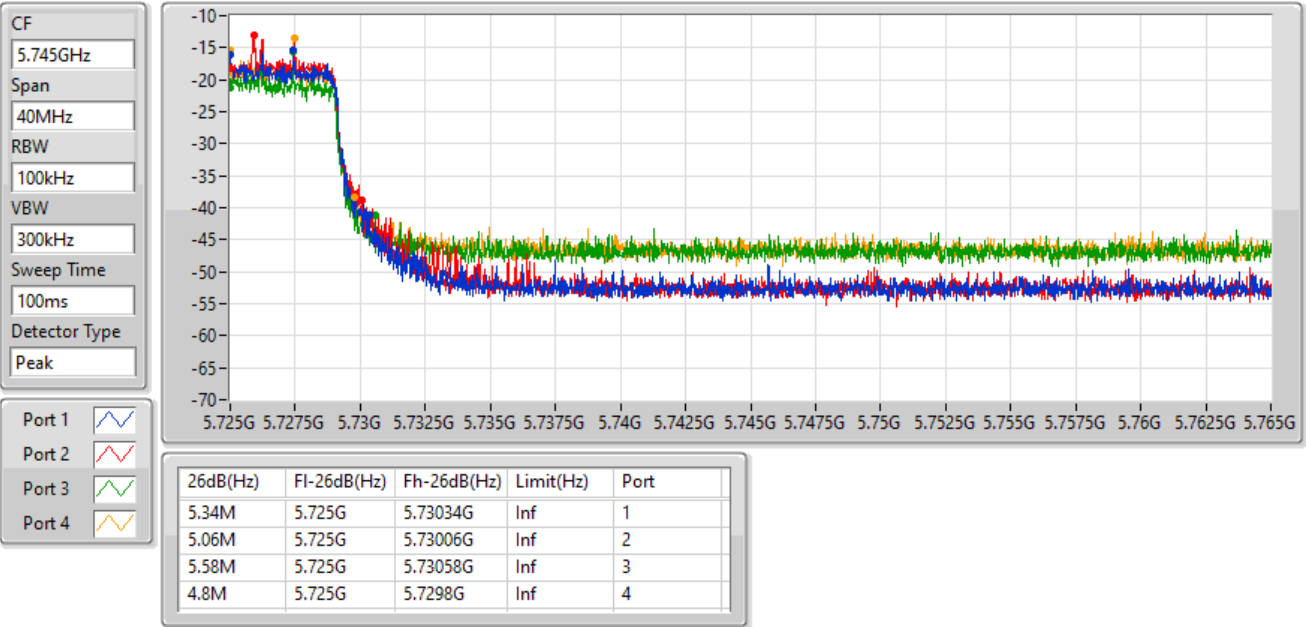 CF
5.745GHz
Span
40MHz
RBW
100kHz
VBW
300kHz
Sweep Time
100ms
Detector Type
Peak
Port 1
Port 2
Port 3
Port 4
-10
-15
-20
-25
-30
-35
-40
-45
-50
-55
-60
-65
-70
5.725G 5.7275G 5.73G 5.7325G 5.735G 5.7375G 5.74G 5.7425G 5.745G 5.7475G 5.75G 5.7525G 5.755G 5.7575G 5.76G 5.7625G 5.765G
26dB(Hz) Fl-26dB(Hz) Fh-26dB(Hz) Limit(Hz) Port
5.34M 5.725G 5.73034G Inf 1
5.06M 5.725G 5.73006G Inf 2
5.58M 5.725G 5.73058G Inf 3
4.8M 5.725G 5.7298G Inf 4